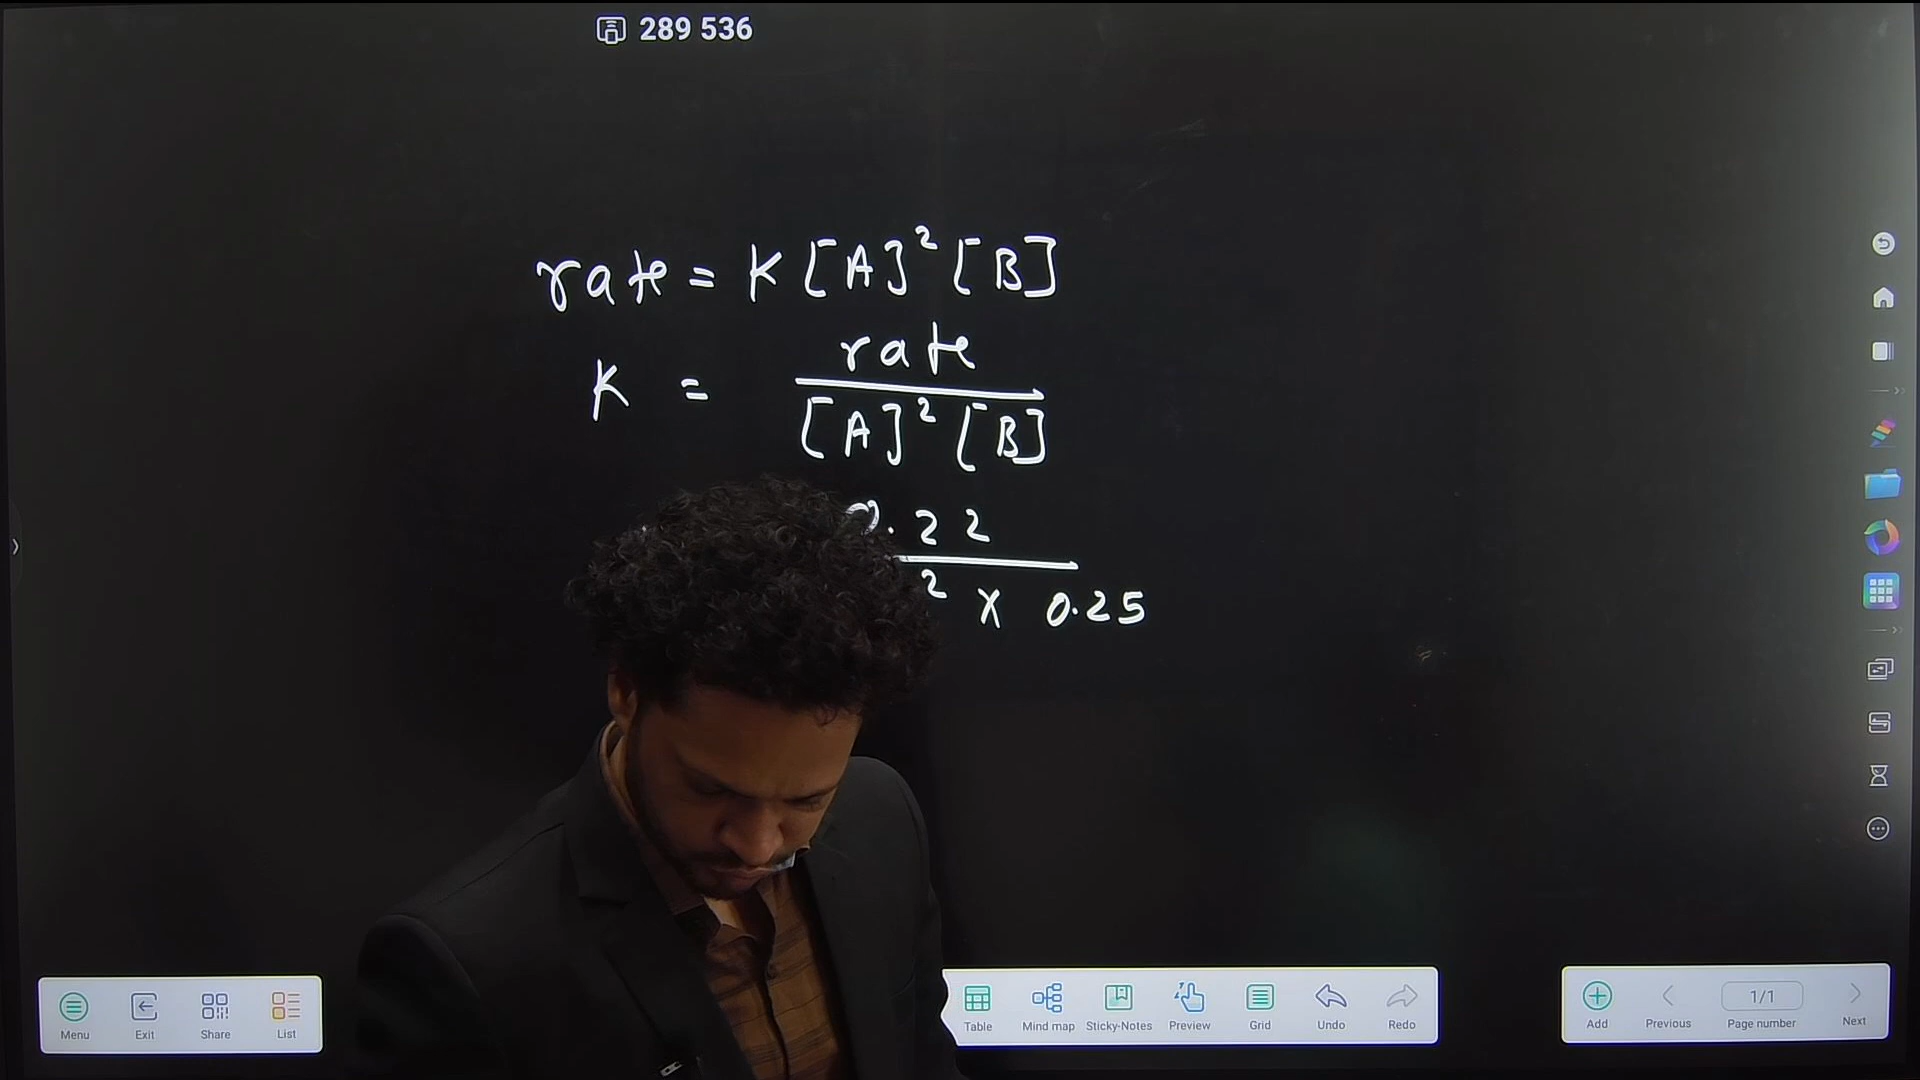 289 536
rate = K[A]² [B]
rate
K =
[A]² [B]
0.22
² x 0.25
Menu Exit Share List
Table Mind map Sticky-Notes Preview Grid Undo Redo
Add Previous 1/1 Page number Next